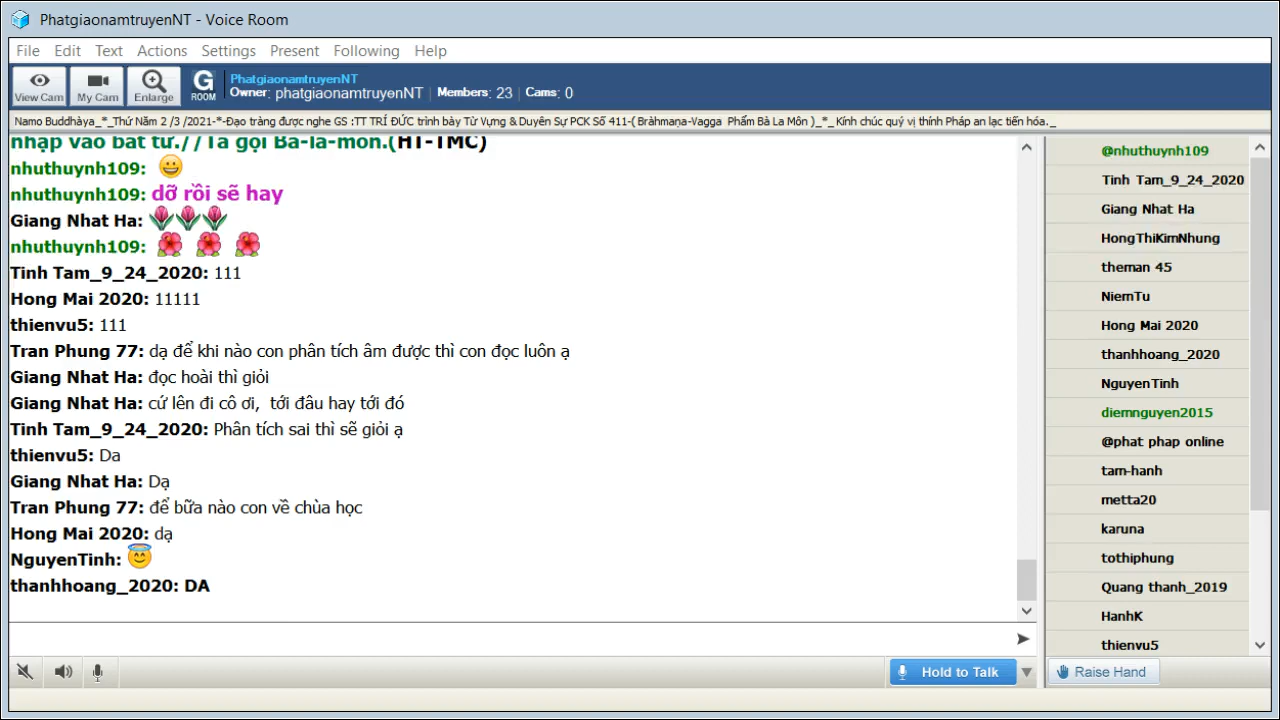 PhatgiaonamtruyenNT - Voice Room
File Edit Text Actions Settings Present Following Help
View Cam My Cam Enlarge G ROOM
PhatgiaonamtruyenNT
Owner: phatgiaonamtruyenNT Members: 23 Cams: 0
Namo Buddhàya_*_Thứ Năm 2 /3 /2021-*-Đạo tràng được nghe GS :TT TRÍ ĐỨC trình bày Từ Vựng & Duyên Sự PCK Số 411-( Bràhmaṇa-Vagga Phẩm Bà La Môn )_*_ Kính chúc quý vị thính Pháp an lạc tiến hóa._
nhập vào bất tử.//Ta gọi Bà-la-môn.(HT-TMC)
nhuthuynh109: 😀
nhuthuynh109: dỡ rồi sẽ hay
Giang Nhat Ha: 🌷🌷🌷
nhuthuynh109: 🌺 🌺 🌺
Tinh Tam_9_24_2020: 111
Hong Mai 2020: 11111
thienvu5: 111
Tran Phung 77: dạ để khi nào con phân tích âm được thì con đọc luôn ạ
Giang Nhat Ha: đọc hoài thì giỏi
Giang Nhat Ha: cứ lên đi cô ơi, tới đâu hay tới đó
Tinh Tam_9_24_2020: Phân tích sai thì sẽ giỏi ạ
thienvu5: Da
Giang Nhat Ha: Dạ
Tran Phung 77: để bữa nào con về chùa học
Hong Mai 2020: dạ
NguyenTinh: 😇
thanhhoang_2020: DA
@nhuthuynh109
Tinh Tam_9_24_2020
Giang Nhat Ha
HongThiKimNhung
theman 45
NiemTu
Hong Mai 2020
thanhhoang_2020
NguyenTinh
diemnguyen2015
@phat phap online
tam-hanh
metta20
karuna
tothiphung
Quang thanh_2019
HanhK
thienvu5
Hold to Talk
Raise Hand